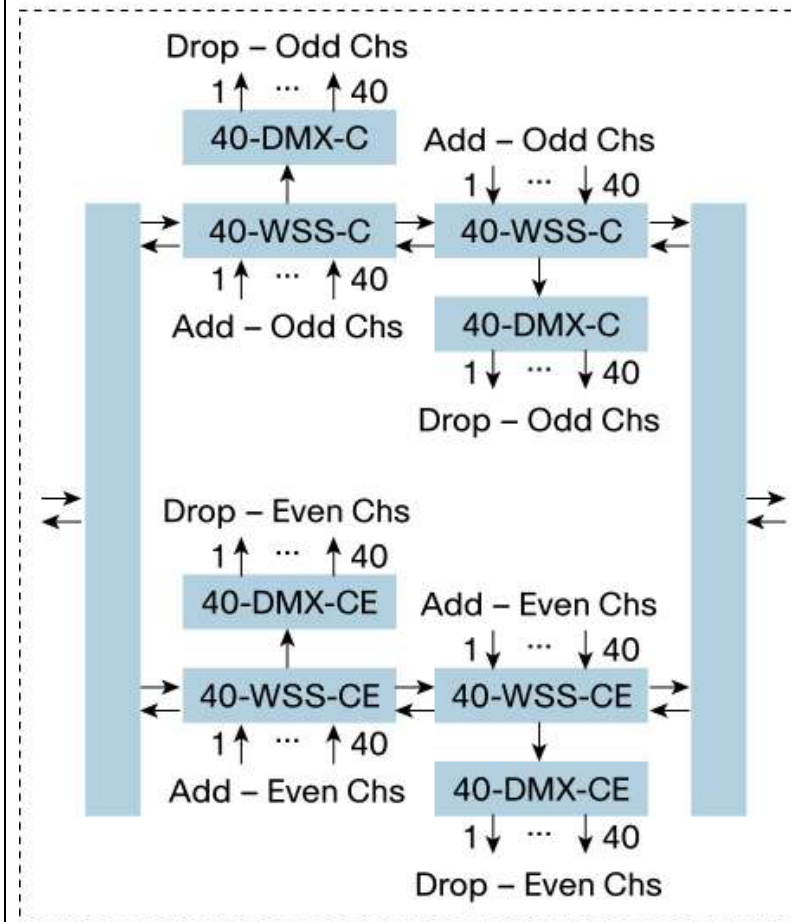 Drop – Odd Chs
1 ... 40
40-DMX-C
Add – Odd Chs
1 ... 40
40-WSS-C
40-WSS-C
1 ... 40
Add – Odd Chs
40-DMX-C
1 ... 40
Drop – Odd Chs
Drop – Even Chs
1 ... 40
40-DMX-CE
Add – Even Chs
1 ... 40
40-WSS-CE
40-WSS-CE
1 ... 40
Add – Even Chs
40-DMX-CE
1 ... 40
Drop – Even Chs